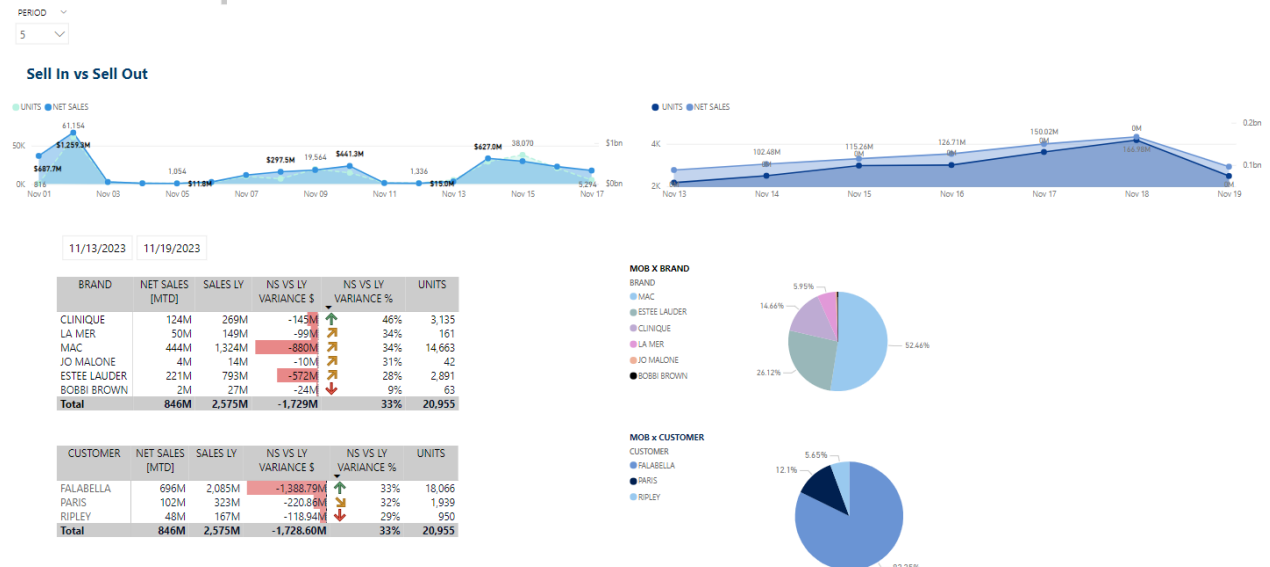 PERIOD
5
Sell In vs Sell Out
UNITS NET SALES
61,154
50K
$1,259.3M
$687.7M
816
0K
1,054
$11.8M
$297.5M
19,564
$441.3M
1,336
$15.0M
$627.0M
38,070
5,294
$1bn
$0bn
Nov 01 Nov 03 Nov 05 Nov 07 Nov 09 Nov 11 Nov 13 Nov 15 Nov 17
UNITS NET SALES
4K
2K
102.48M
0M
115.26M
0M
126.71M
0M
150.02M
0M
0M
166.98M
0M
0.2bn
0.1bn
Nov 13 Nov 14 Nov 15 Nov 16 Nov 17 Nov 18 Nov 19
11/13/2023 11/19/2023
BRAND NET SALES SALES LY NS VS LY NS VS LY UNITS
[MTD] VARIANCE $ VARIANCE %
CLINIQUE 124M 269M -145M 46% 3,135
LA MER 50M 149M -99M 34% 161
MAC 444M 1,324M -880M 34% 14,663
JO MALONE 4M 14M -10M 31% 42
ESTEE LAUDER 221M 793M -572M 28% 2,891
BOBBI BROWN 2M 27M -24M 9% 63
Total 846M 2,575M -1,729M 33% 20,955
MOB X BRAND
BRAND
MAC
ESTEE LAUDER
CLINIQUE
LA MER
JO MALONE
BOBBI BROWN
5.95%
14.66%
52.46%
26.12%
CUSTOMER NET SALES SALES LY NS VS LY NS VS LY UNITS
[MTD] VARIANCE $ VARIANCE %
FALABELLA 696M 2,085M -1,388.79M 33% 18,066
PARIS 102M 323M -220.86M 32% 1,939
RIPLEY 48M 167M -118.94M 29% 950
Total 846M 2,575M -1,728.60M 33% 20,955
MOB x CUSTOMER
CUSTOMER
FALABELLA
PARIS
RIPLEY
5.65%
12.1%